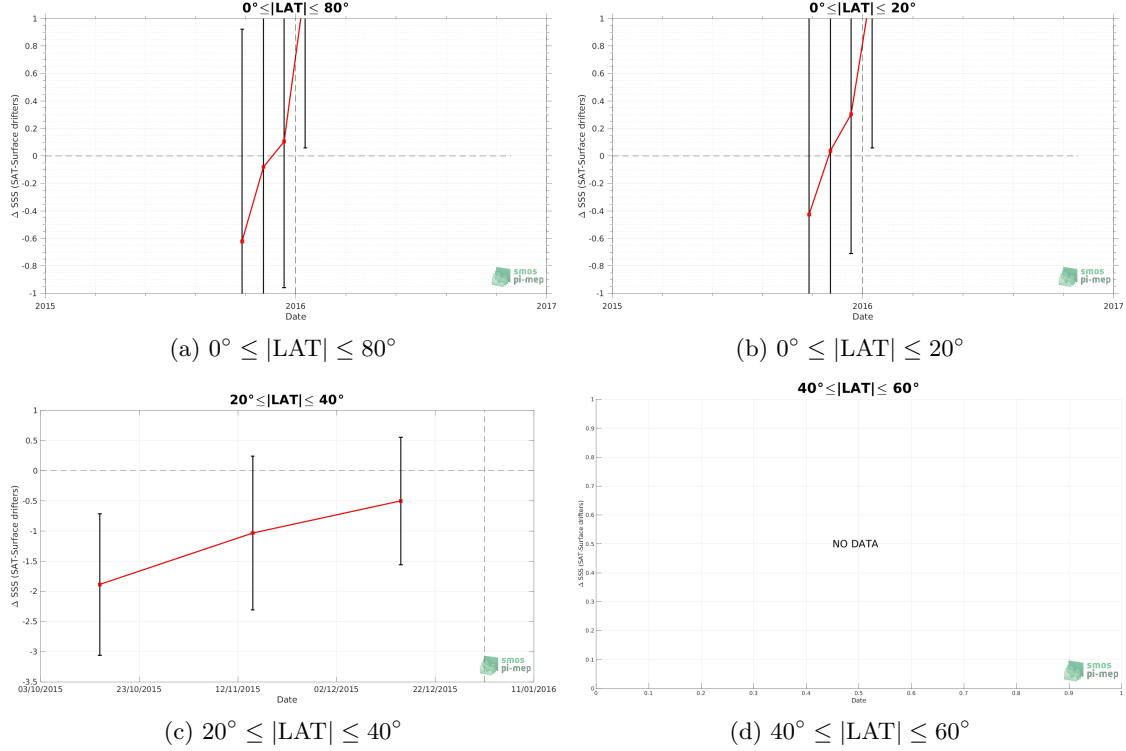 0°≤|LAT|≤ 80°
1
0.8
0.6
0.4
0.2
0
-0.2
-0.4
-0.6
-0.8
-1
Δ SSS (SAT-Surface drifters)
2015
2016
2017
Date
smos
pi-mep
(a) 0° ≤ |LAT| ≤ 80°
0°≤|LAT|≤ 20°
1
0.8
0.6
0.4
0.2
0
-0.2
-0.4
-0.6
-0.8
-1
Δ SSS (SAT-Surface drifters)
2015
2016
2017
Date
smos
pi-mep
(b) 0° ≤ |LAT| ≤ 20°
20°≤|LAT|≤ 40°
1
0.5
0
-0.5
-1
-1.5
-2
-2.5
-3
-3.5
Δ SSS (SAT-Surface drifters)
03/10/2015
23/10/2015
12/11/2015
02/12/2015
22/12/2015
11/01/2016
Date
smos
pi-mep
(c) 20° ≤ |LAT| ≤ 40°
40°≤|LAT|≤ 60°
1
0.9
0.8
0.7
0.6
0.5
0.4
0.3
0.2
0.1
0
Δ SSS (SAT-Surface drifters)
NO DATA
0
0.1
0.2
0.3
0.4
0.5
0.6
0.7
0.8
0.9
1
Date
smos
pi-mep
(d) 40° ≤ |LAT| ≤ 60°